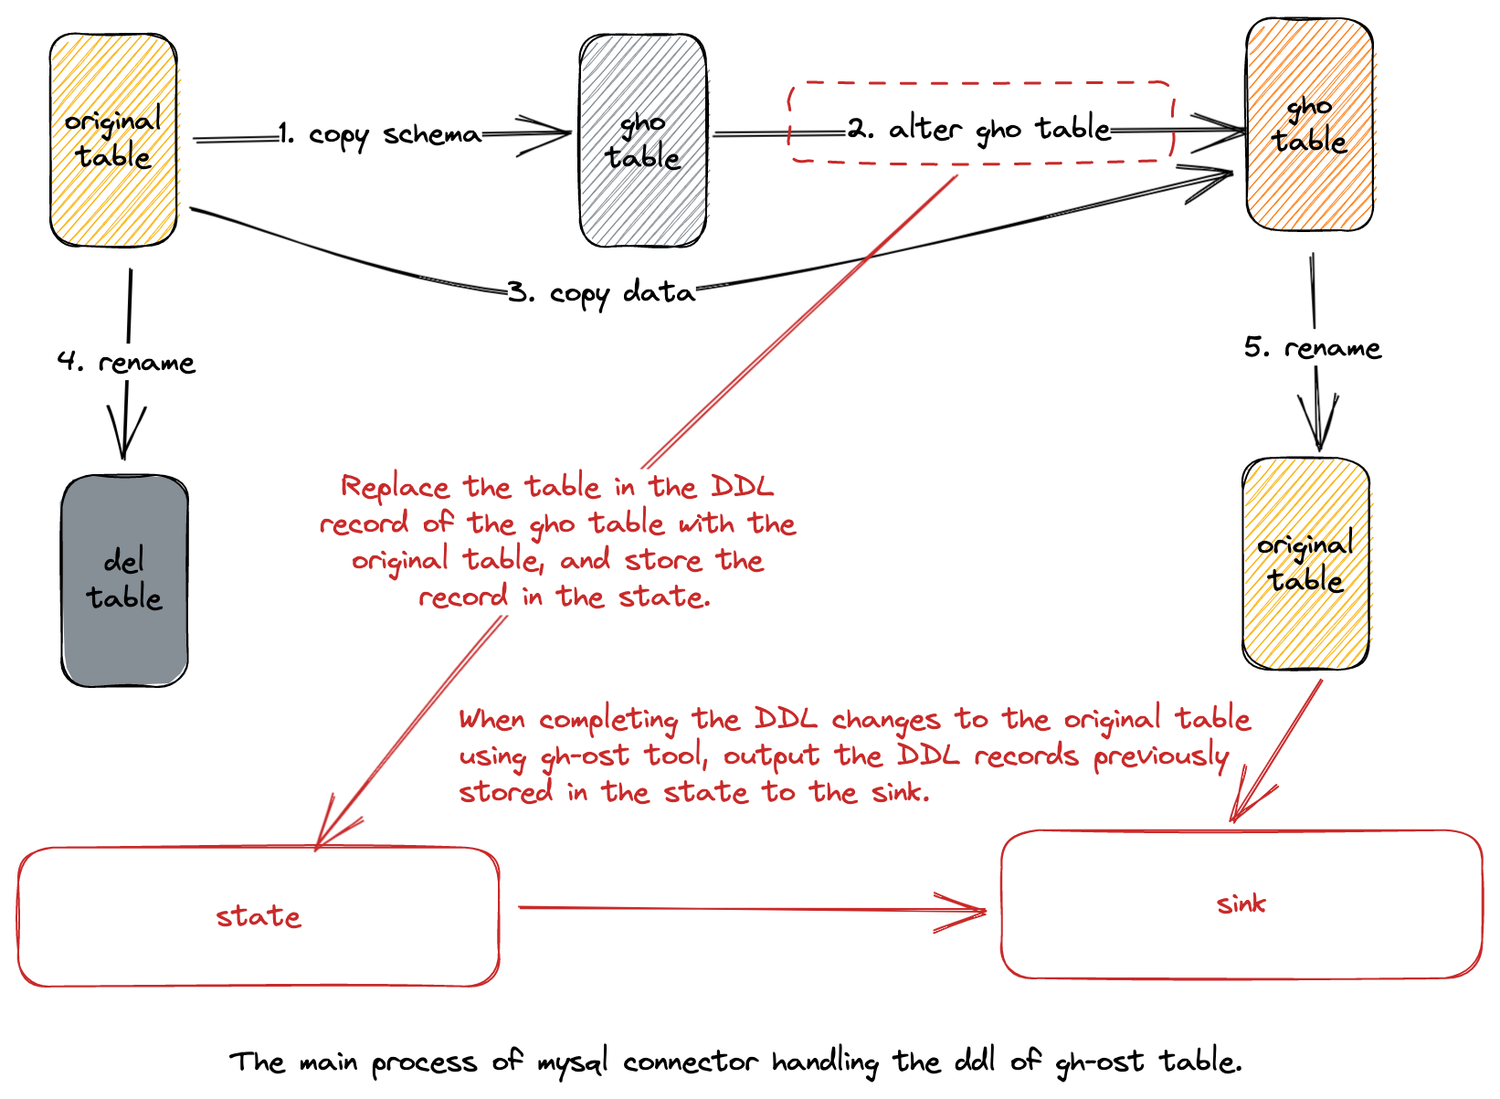 original
table
1. copy schema
gho
table
2. alter gho table
gho
table
3. copy data
4. rename
5. rename
del
table
Replace the table in the DDL
record of the gho table with the
original table, and store the
record in the state.
original
table
When completing the DDL changes to the original table
using gh-ost tool, output the DDL records previously
stored in the state to the sink.
state
sink
The main process of mysql connector handling the ddl of gh-ost table.